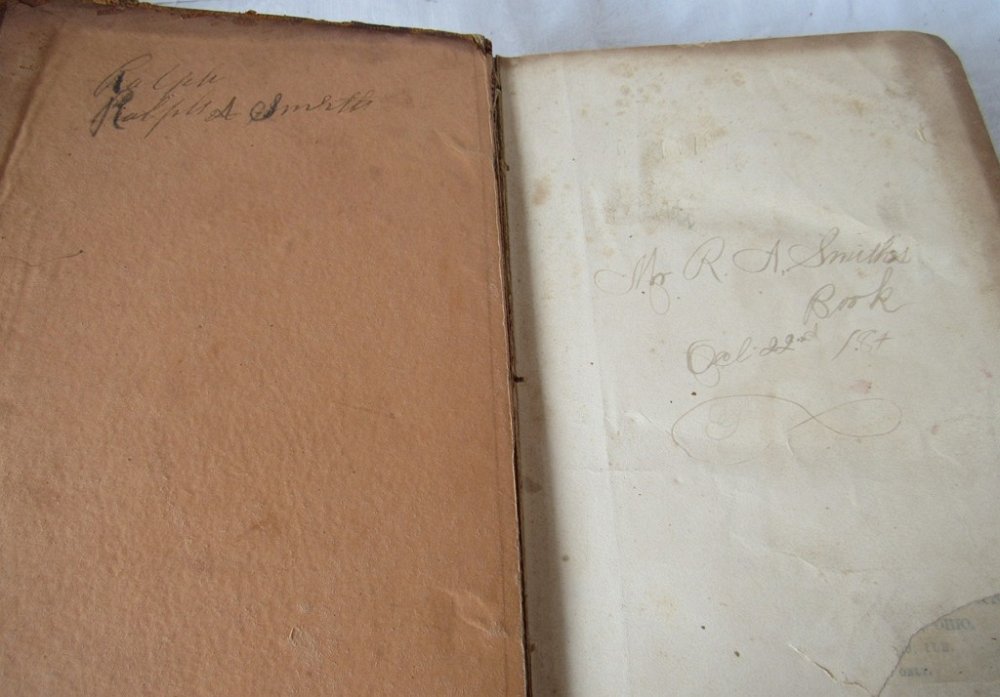 Ralph
Ralph A Smith
Mr R. A. Smiths
Book
Oct. 22nd